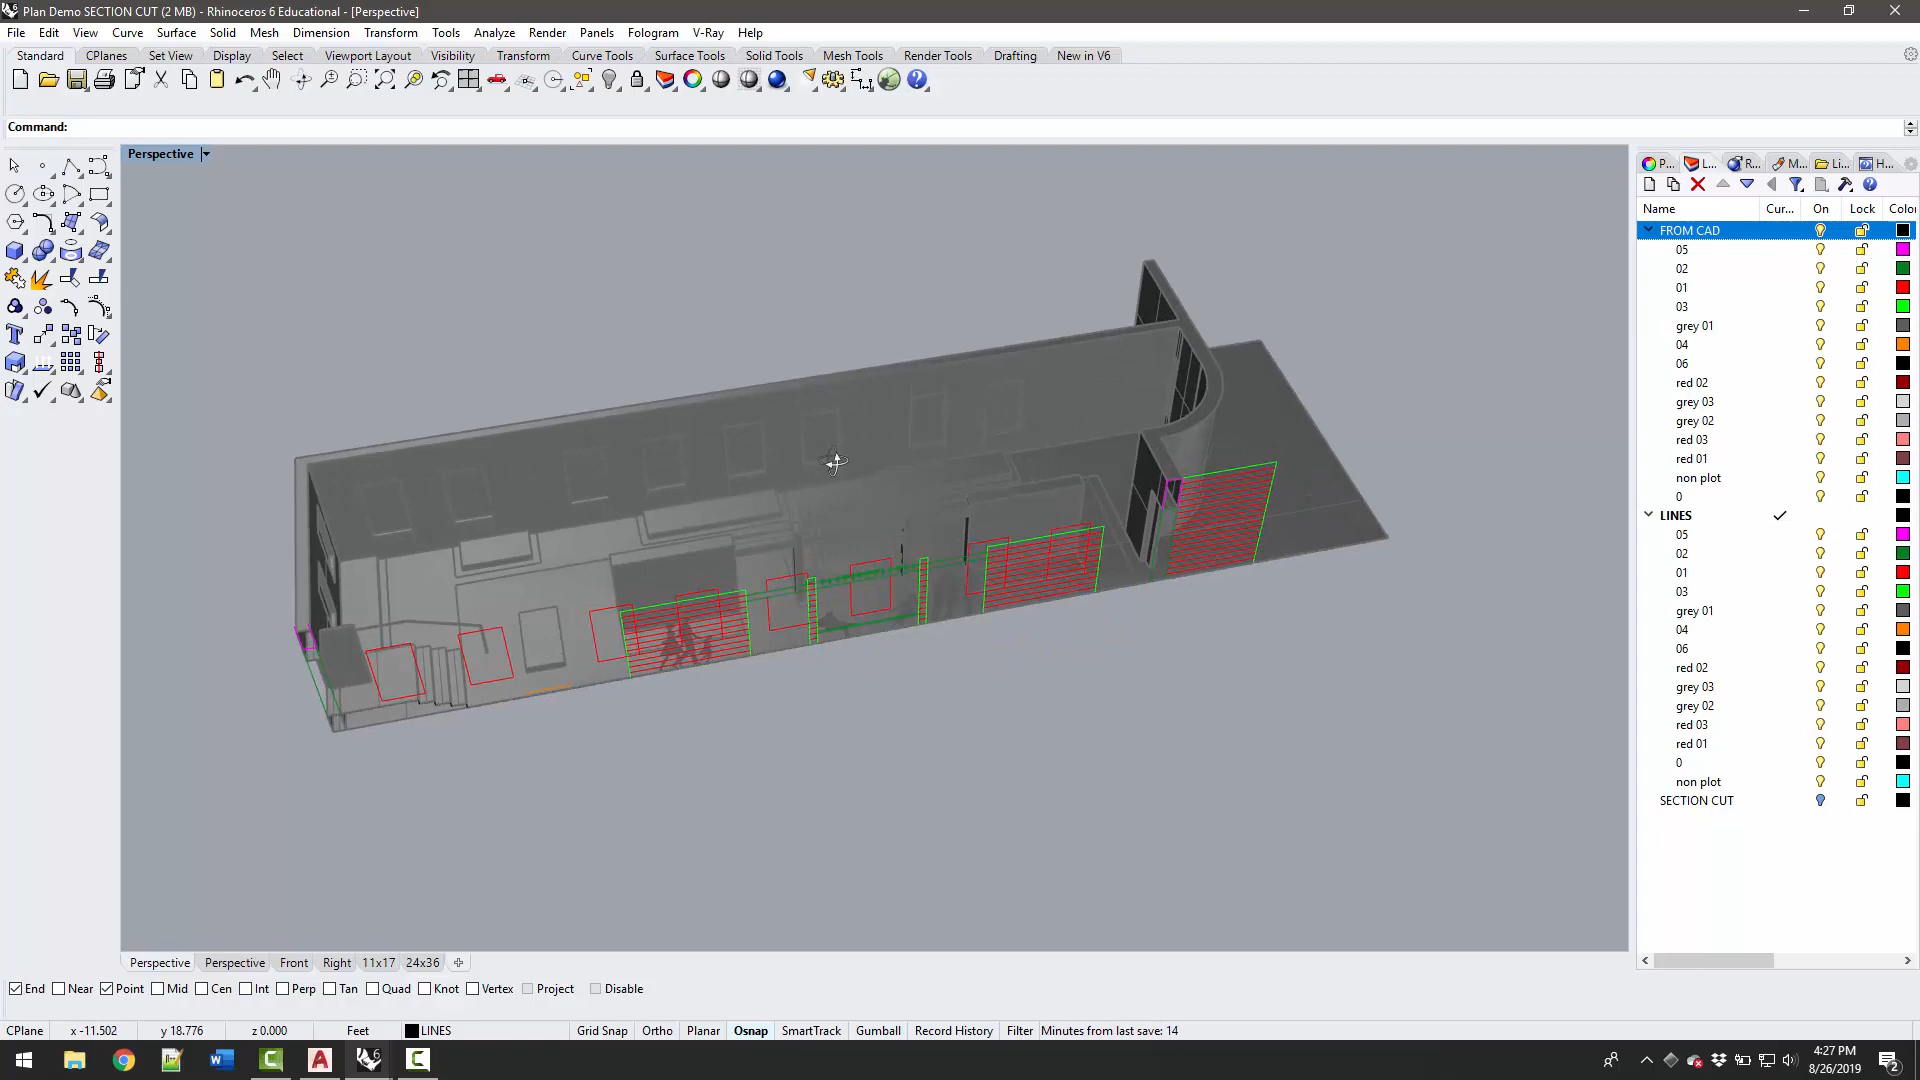 Plan Demo SECTION CUT (2 MB) - Rhinoceros 6 Educational - [Perspective]
File Edit View Curve Surface Solid Mesh Dimension Transform Tools Analyze Render Panels Fologram V-Ray Help
Standard CPlanes Set View Display Select Viewport Layout Visibility Transform Curve Tools Surface Tools Solid Tools Mesh Tools Render Tools Drafting New in V6
Command:
Perspective
P... L... R... M... Li... H...
Name Cur... On Lock Color
FROM CAD
05
02
01
03
grey 01
04
06
red 02
grey 03
grey 02
red 03
red 01
non plot
0
LINES
05
02
01
03
grey 01
04
06
red 02
grey 03
grey 02
red 03
red 01
0
non plot
SECTION CUT
Perspective Perspective Front Right 11x17 24x36
End Near Point Mid Cen Int Perp Tan Quad Knot Vertex Project Disable
CPlane x -11.502 y 18.776 z 0.000 Feet LINES Grid Snap Ortho Planar Osnap SmartTrack Gumball Record History Filter Minutes from last save: 14
4:27 PM
8/26/2019
2